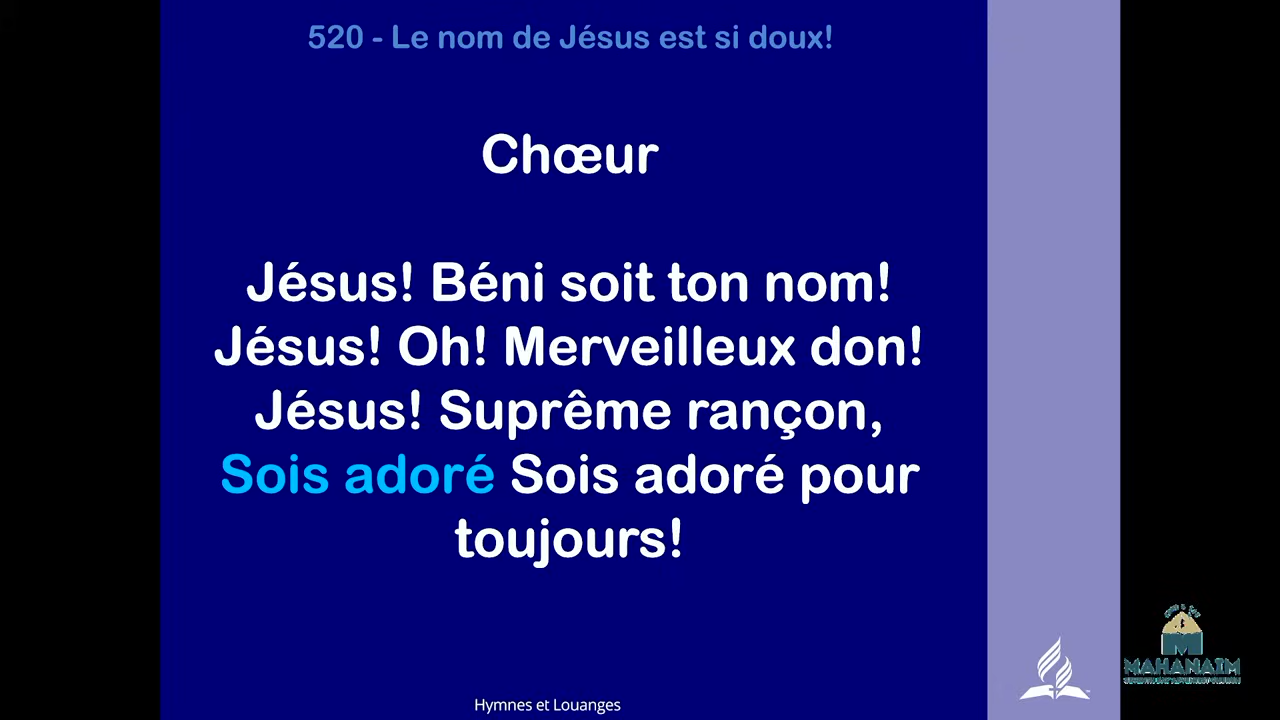 520 - Le nom de Jésus est si doux!
Chœur
Jésus! Béni soit ton nom!
Jésus! Oh! Merveilleux don!
Jésus! Suprême rançon,
Sois adoré Sois adoré pour
toujours!
Hymnes et Louanges
MAHANAIM